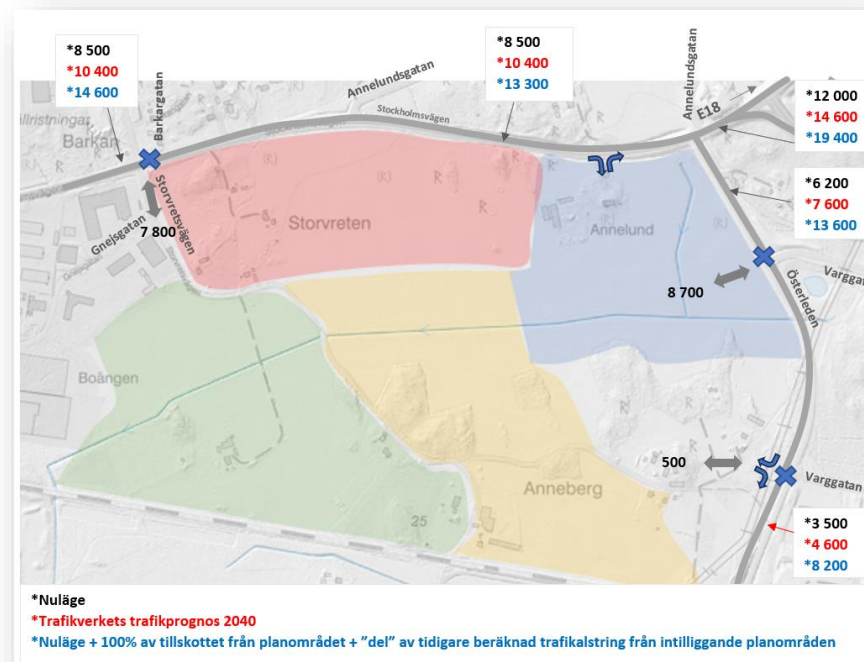 *8 500
*10 400
*14 600
Barkargatan
Annelundsgatan
*8 500
*10 400
*13 300
Annelundsgatan
E18
*12 000
*14 600
*19 400
*6 200
*7 600
*13 600
ällristningar
Barkan
Stockholmsvägen
Storvretsvägen
Gnejsgatan
7 800
Storvreten
Annelund
8 700
Österleden
Vargga
Boängen
500
Anneberg
Varggatan
25
*3 500
*4 600
*8 200
*Nuläge
*Trafikverkets trafikprognos 2040
*Nuläge + 100% av tillskottet från planområdet + ”del” av tidigare beräknad trafikalstring från intilliggande planområden